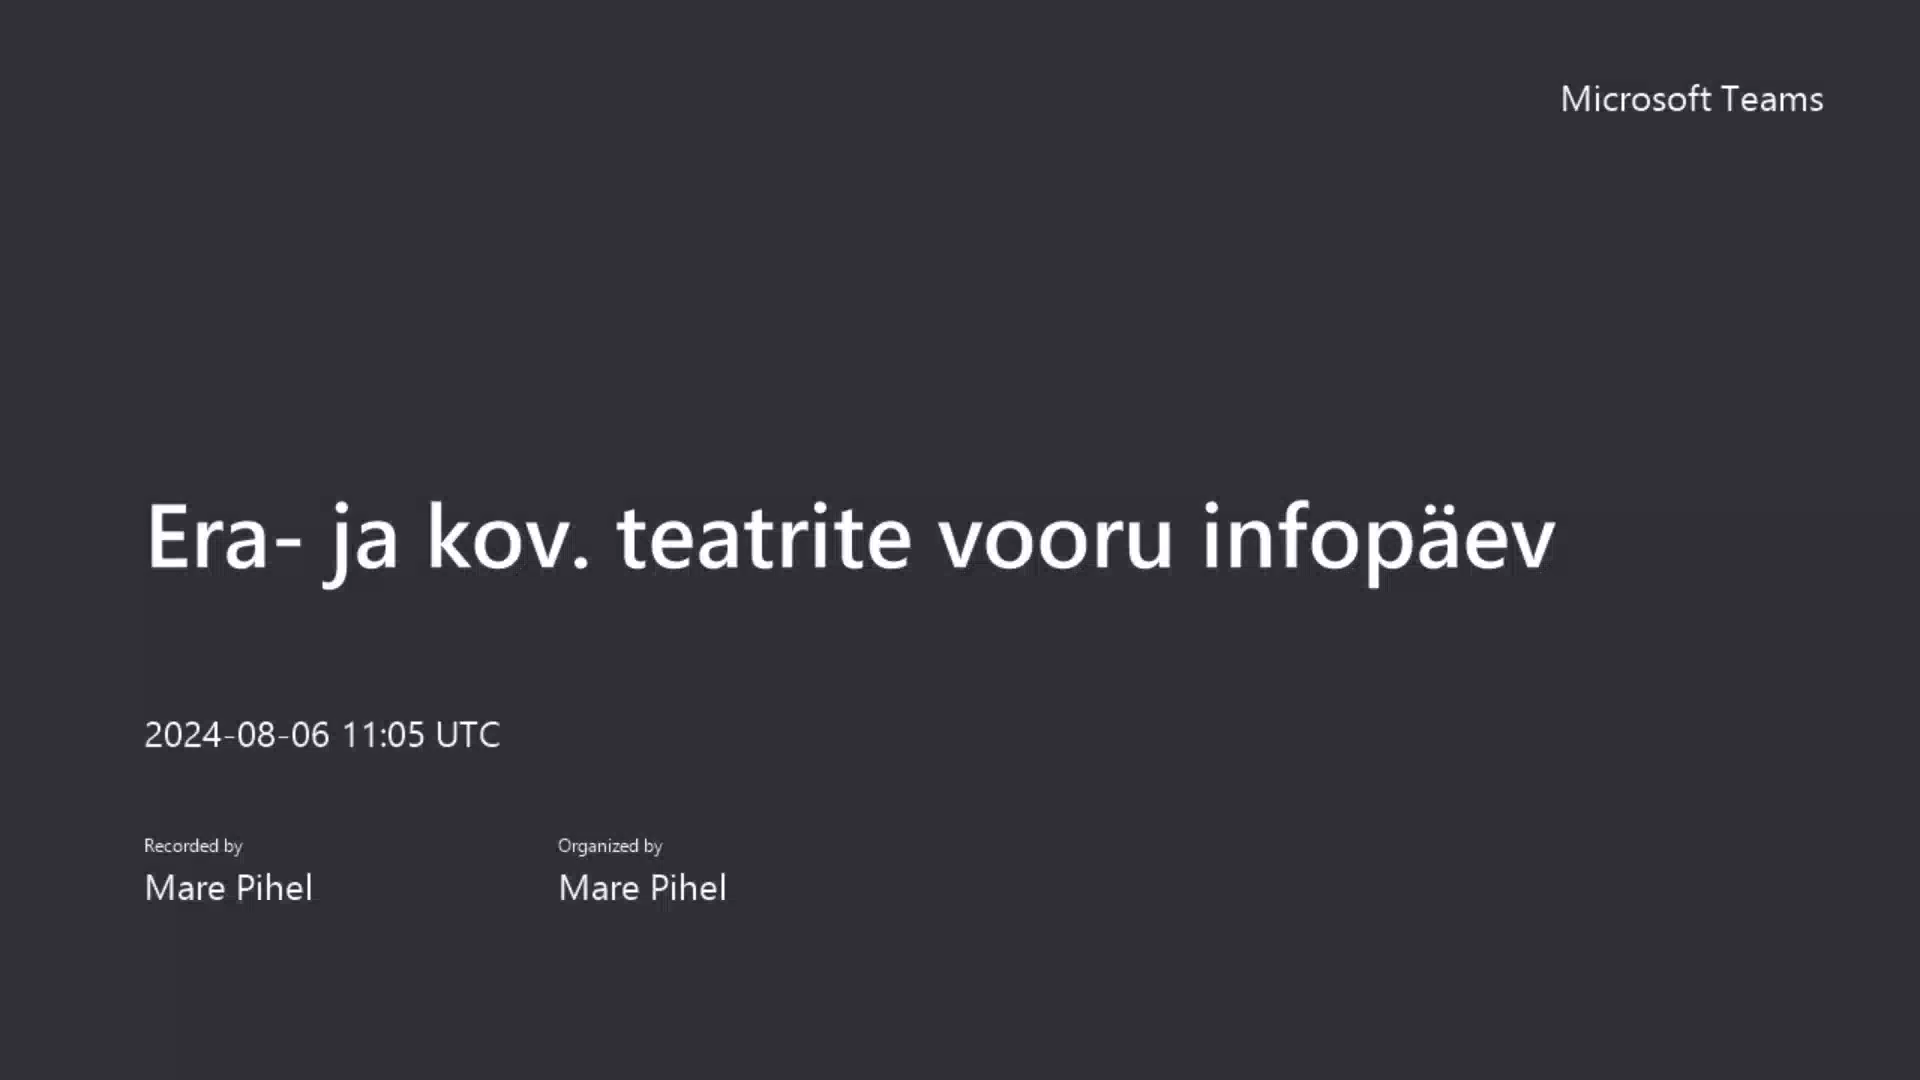 Microsoft Teams
Era- ja kov. teatrite vooru infopäev
2024-08-06 11:05 UTC
Recorded by
Mare Pihel
Organized by
Mare Pihel